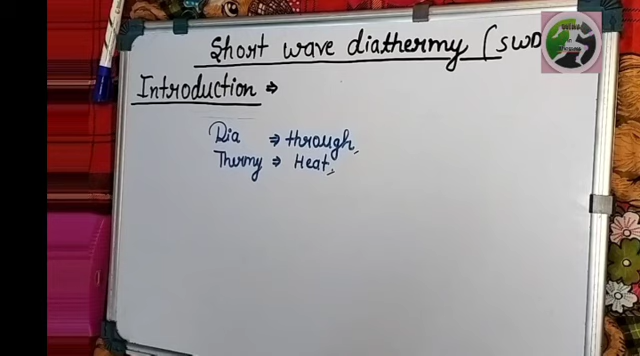 Short wave diathermy (SWD
Introduction ⇒
Dia ⇒ through,
Thermy ⇒ Heat,